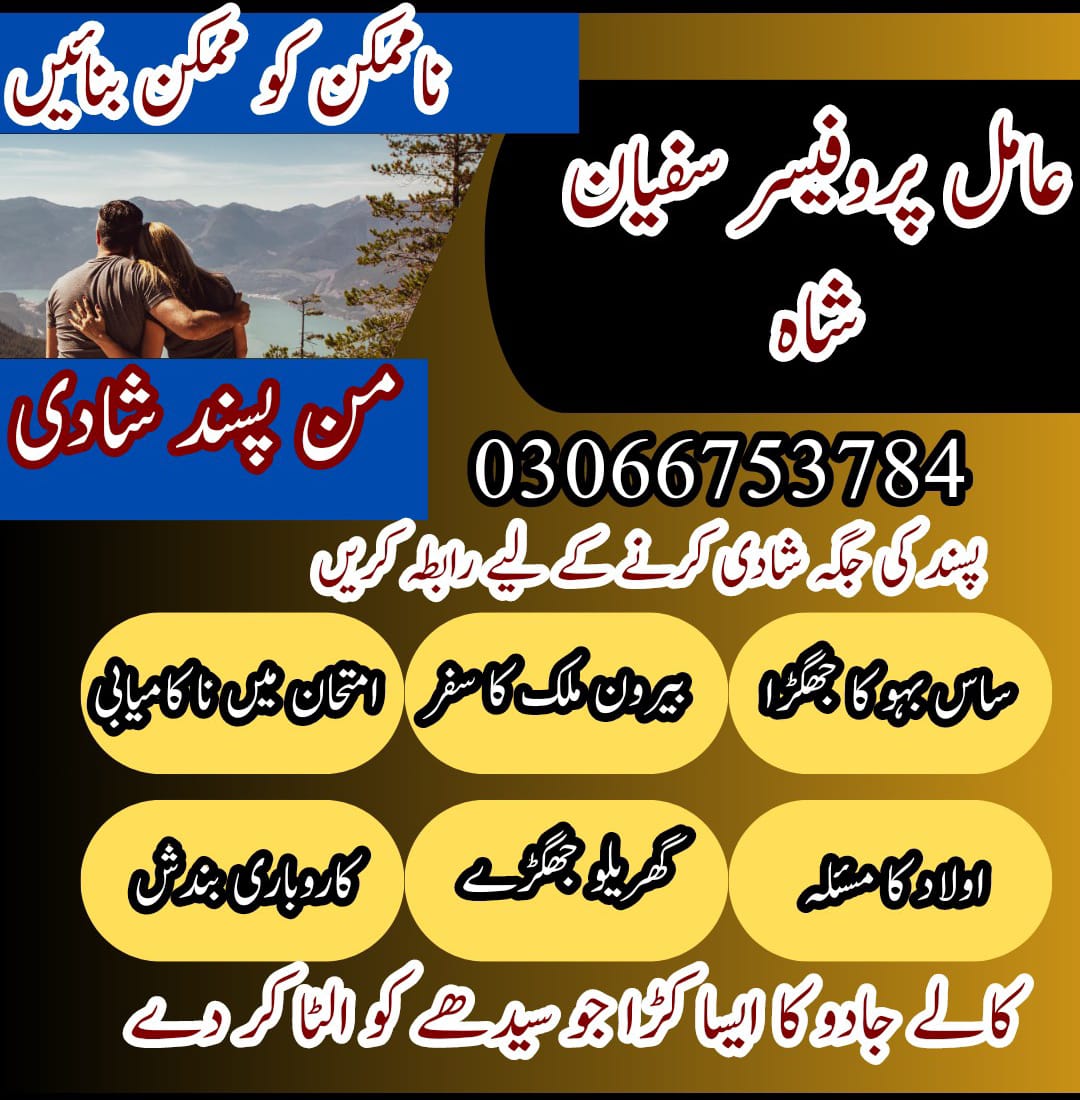 ناممکن کو ممکن بنائیں
عامل پروفیسر سفیان
شاہ
من پسند شادی
03066753784
پسند کی جگہ شادی کرنے کے لیے رابطہ کریں
ساس بہو کا جھگڑا
بیرون ملک کا سفر
امتحان میں ناکامیابی
اولاد کا مسئلہ
گھریلو جھگڑے
کاروباری بندش
کالے جادو کا ایسا کڑا جو سیدھے کو الٹا کر دے